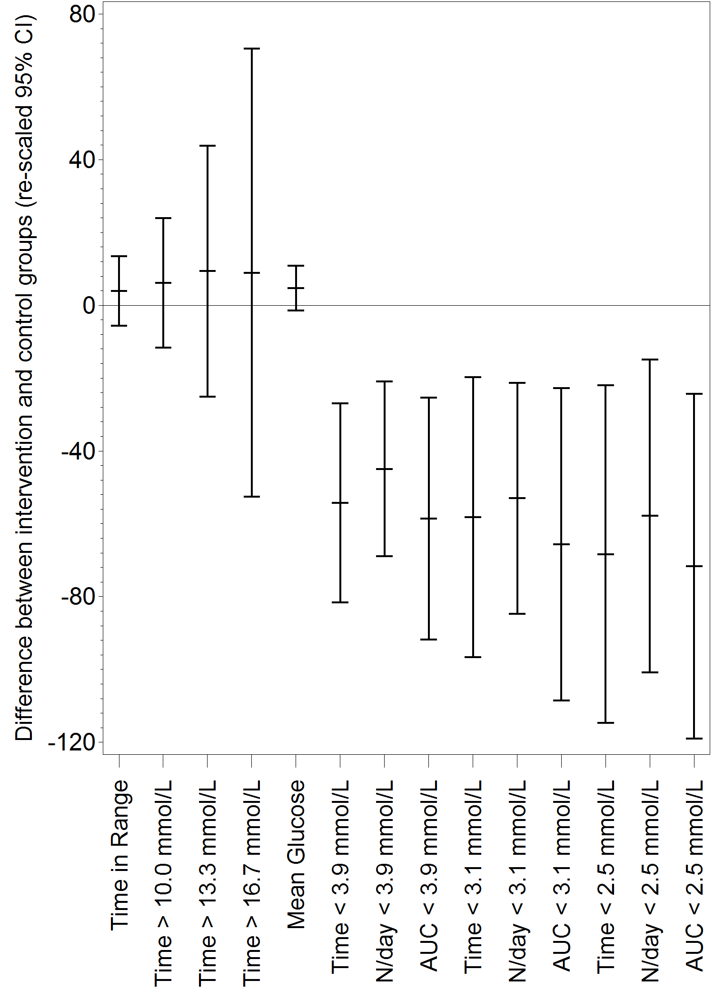 Difference between intervention and control groups (re-scaled 95% CI)
80
40
0
-40
-80
-120
Time in Range
Time > 10.0 mmol/L
Time > 13.3 mmol/L
Time > 16.7 mmol/L
Mean Glucose
Time < 3.9 mmol/L
N/day < 3.9 mmol/L
AUC < 3.9 mmol/L
Time < 3.1 mmol/L
N/day < 3.1 mmol/L
AUC < 3.1 mmol/L
Time < 2.5 mmol/L
N/day < 2.5 mmol/L
AUC < 2.5 mmol/L